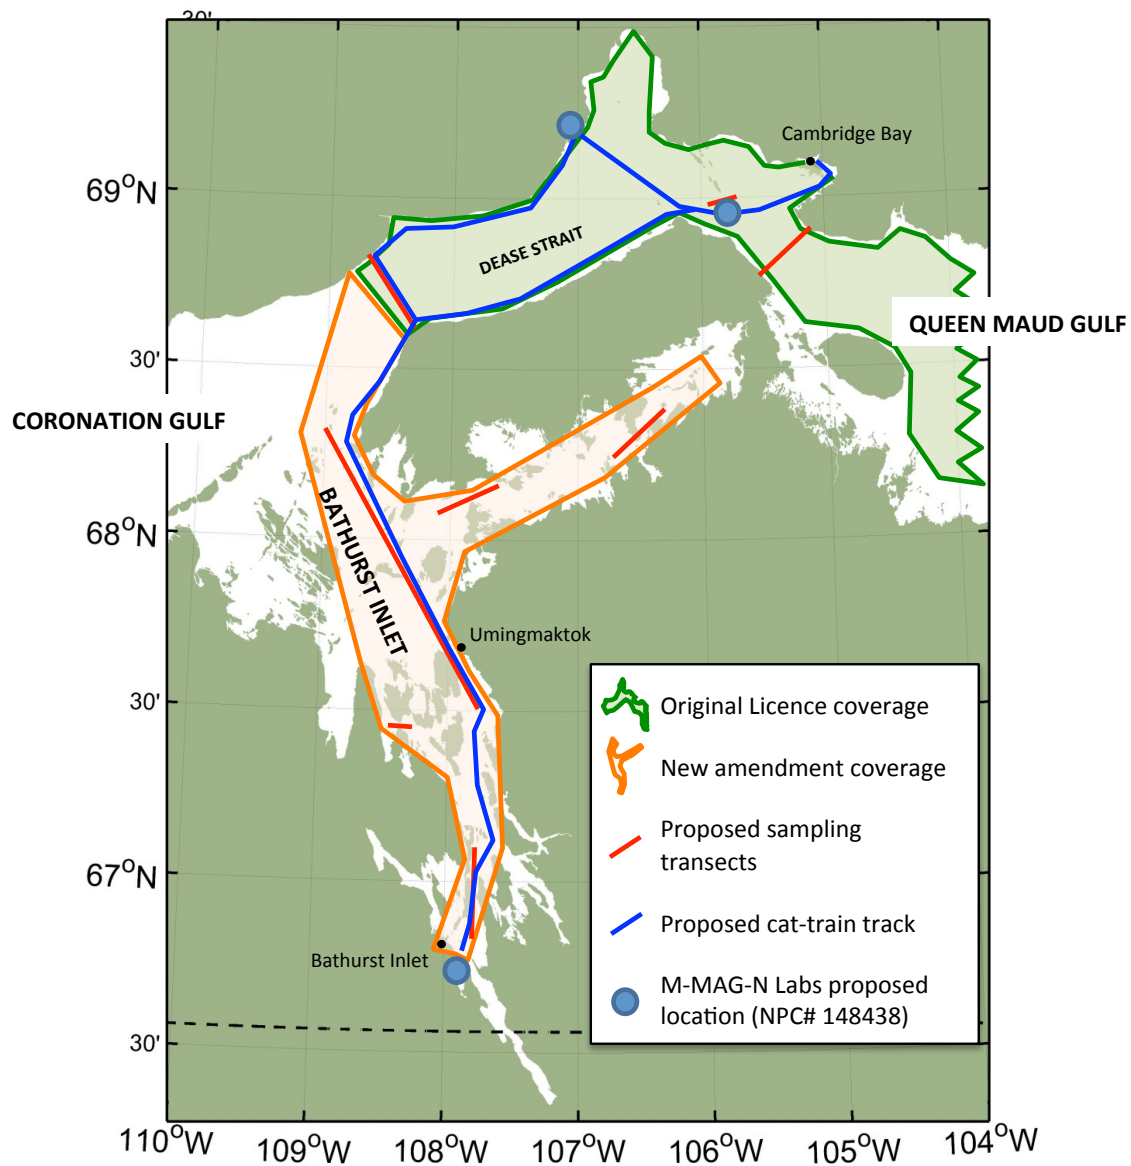 30'
Cambridge Bay
69°N
DEASE STRAIT
QUEEN MAUD GULF
30'
CORONATION GULF
BATHURST INLET
68°N
Umingmaktok
30'
Original Licence coverage
New amendment coverage
Proposed sampling
transects
67°N
Proposed cat-train track
Bathurst Inlet
M-MAG-N Labs proposed
location (NPC# 148438)
30'
110°W 109°W 108°W 107°W 106°W 105°W 104°W